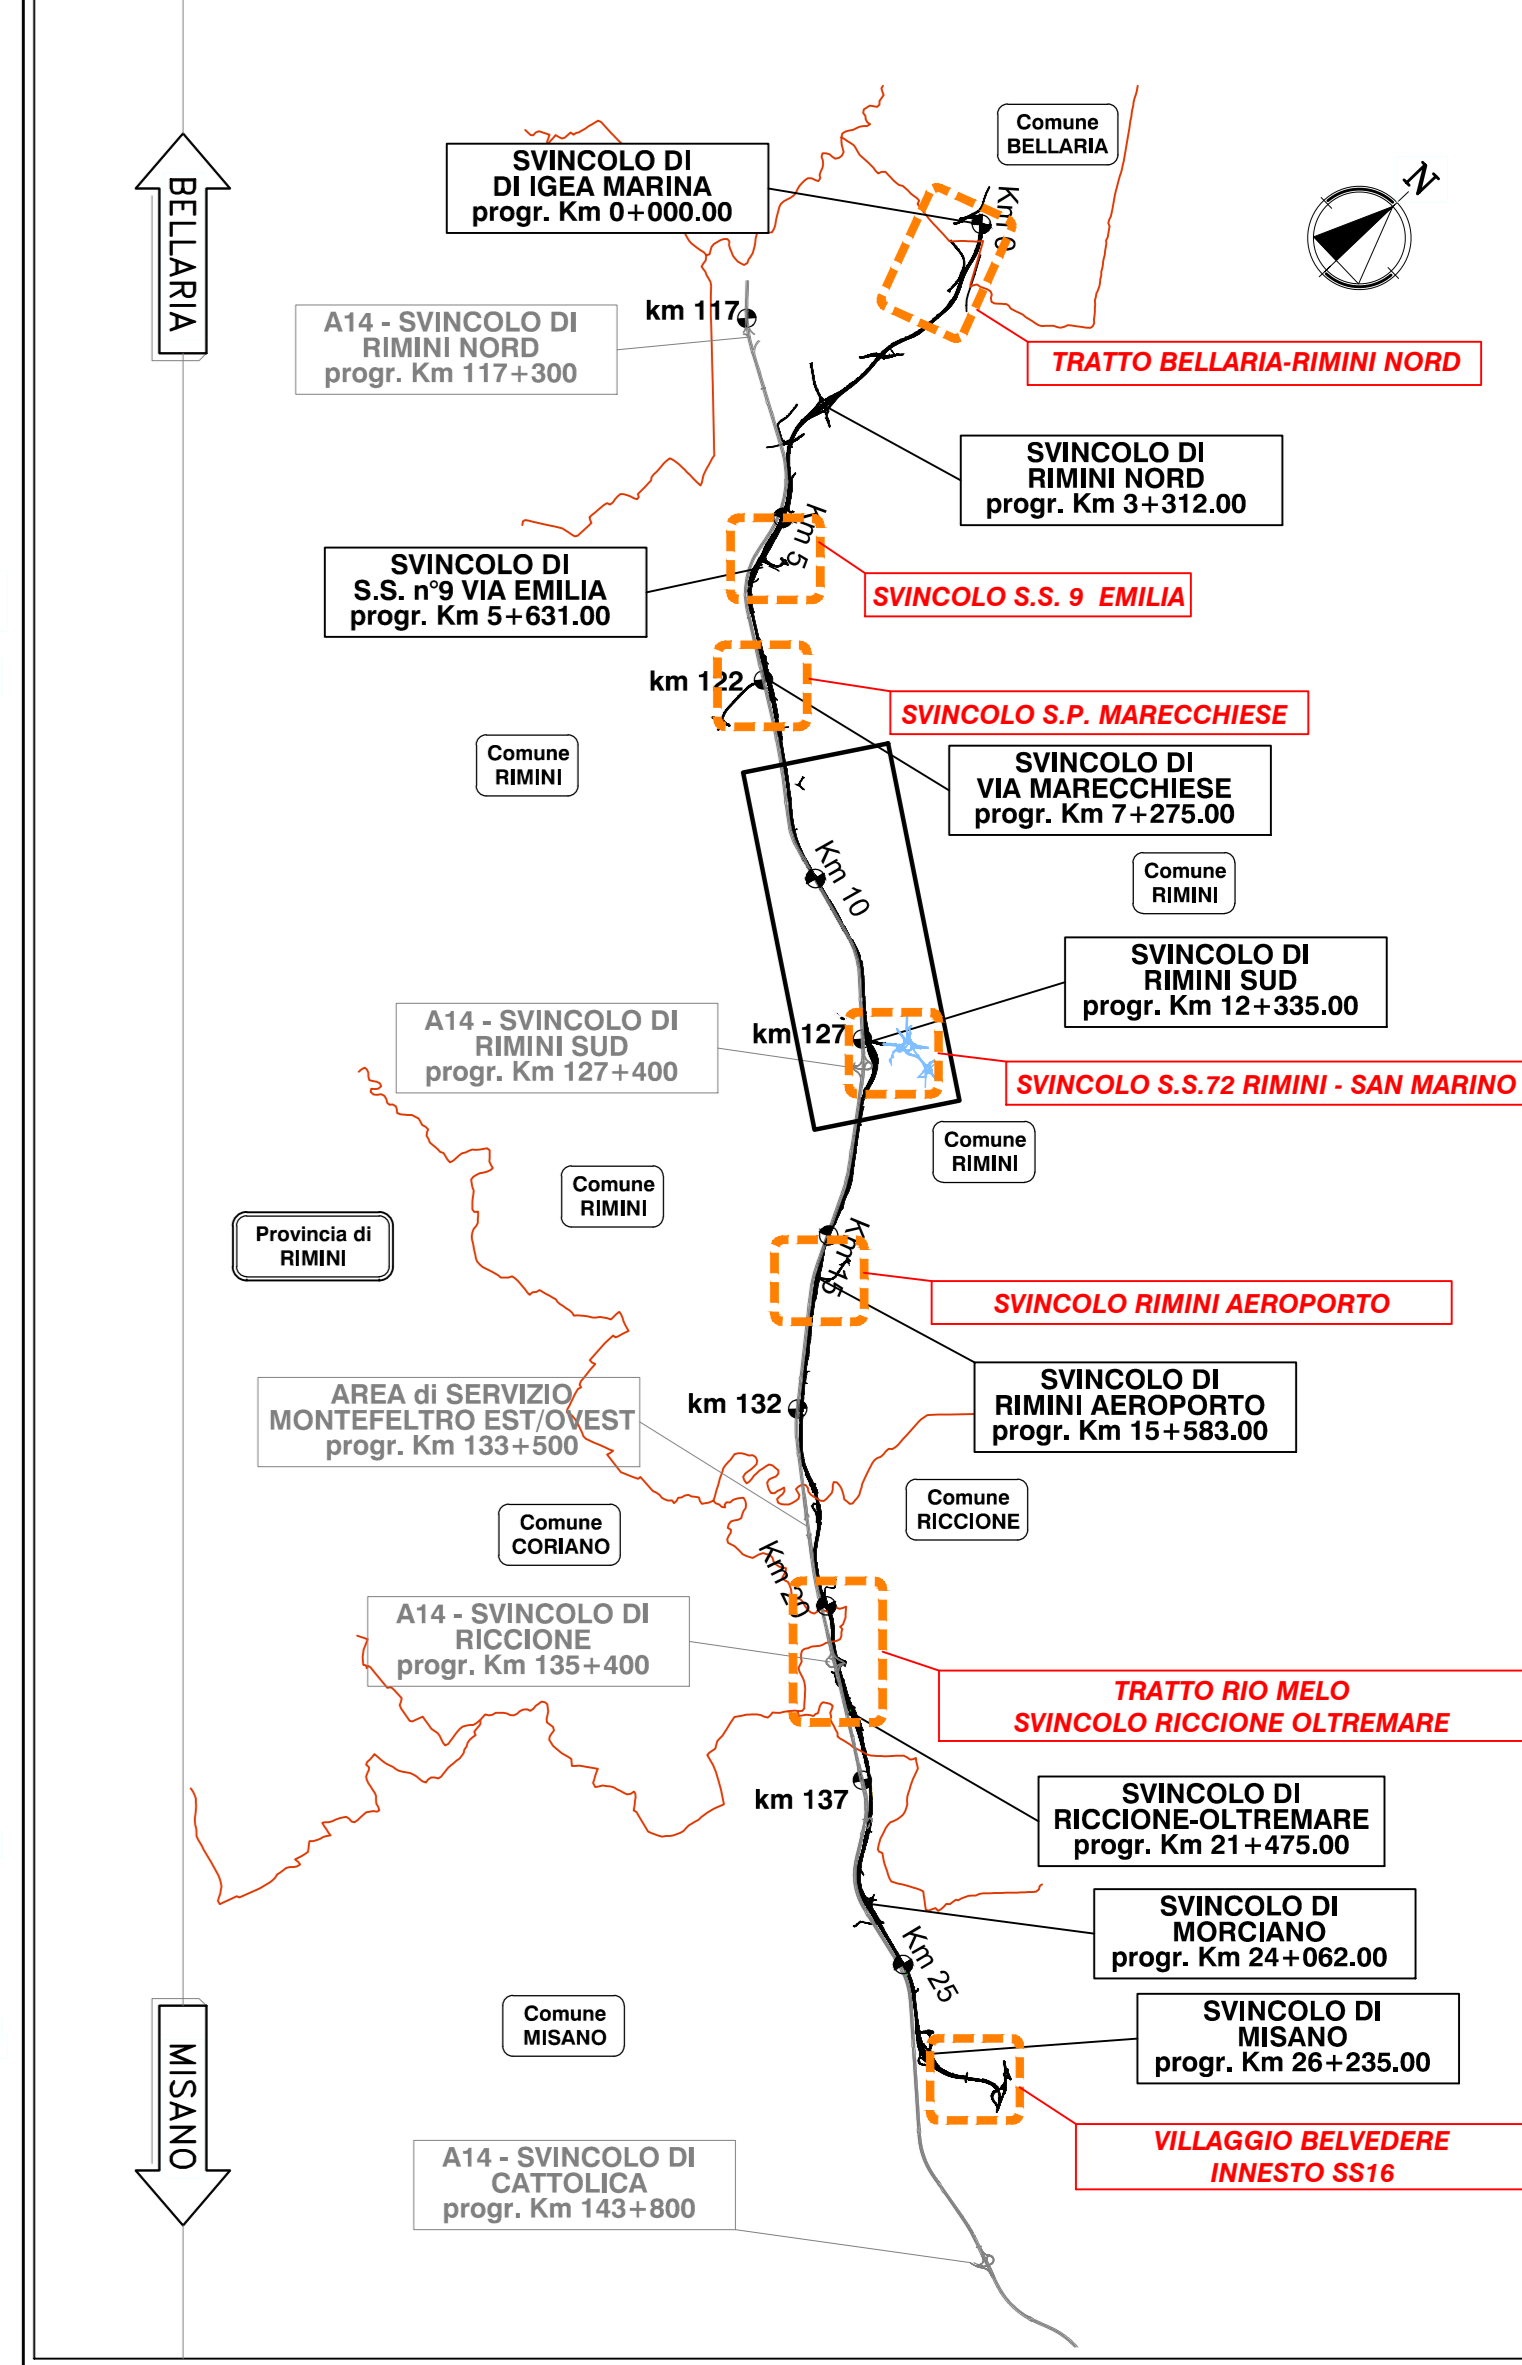 BELLARIA
Comune
BELLARIA
N
SVINCOLO DI
DI IGEA MARINA
progr. Km 0+000.00
Km 0
km 117
A14 - SVINCOLO DI
RIMINI NORD
progr. Km 117+300
TRATTO BELLARIA-RIMINI NORD
SVINCOLO DI
RIMINI NORD
progr. Km 3+312.00
Km 5
SVINCOLO DI
S.S. n°9 VIA EMILIA
progr. Km 5+631.00
SVINCOLO S.S. 9 EMILIA
km 122
SVINCOLO S.P. MARECCHIESE
Comune
RIMINI
SVINCOLO DI
VIA MARECCHIESE
progr. Km 7+275.00
Km 10
Comune
RIMINI
SVINCOLO DI
RIMINI SUD
progr. Km 12+335.00
A14 - SVINCOLO DI
RIMINI SUD
progr. Km 127+400
km 127
SVINCOLO S.S.72 RIMINI - SAN MARINO
Comune
RIMINI
Comune
RIMINI
Provincia di
RIMINI
Km 15
SVINCOLO RIMINI AEROPORTO
SVINCOLO DI
RIMINI AEROPORTO
progr. Km 15+583.00
AREA di SERVIZIO
MONTEFELTRO EST/OVEST
progr. Km 133+500
km 132
Comune
RICCIONE
Comune
CORIANO
Km 20
A14 - SVINCOLO DI
RICCIONE
progr. Km 135+400
TRATTO RIO MELO
SVINCOLO RICCIONE OLTREMARE
km 137
SVINCOLO DI
RICCIONE-OLTREMARE
progr. Km 21+475.00
SVINCOLO DI
MORCIANO
progr. Km 24+062.00
Km 25
Comune
MISANO
SVINCOLO DI
MISANO
progr. Km 26+235.00
MISANO
VILLAGGIO BELVEDERE
INNESTO SS16
A14 - SVINCOLO DI
CATTOLICA
progr. Km 143+800